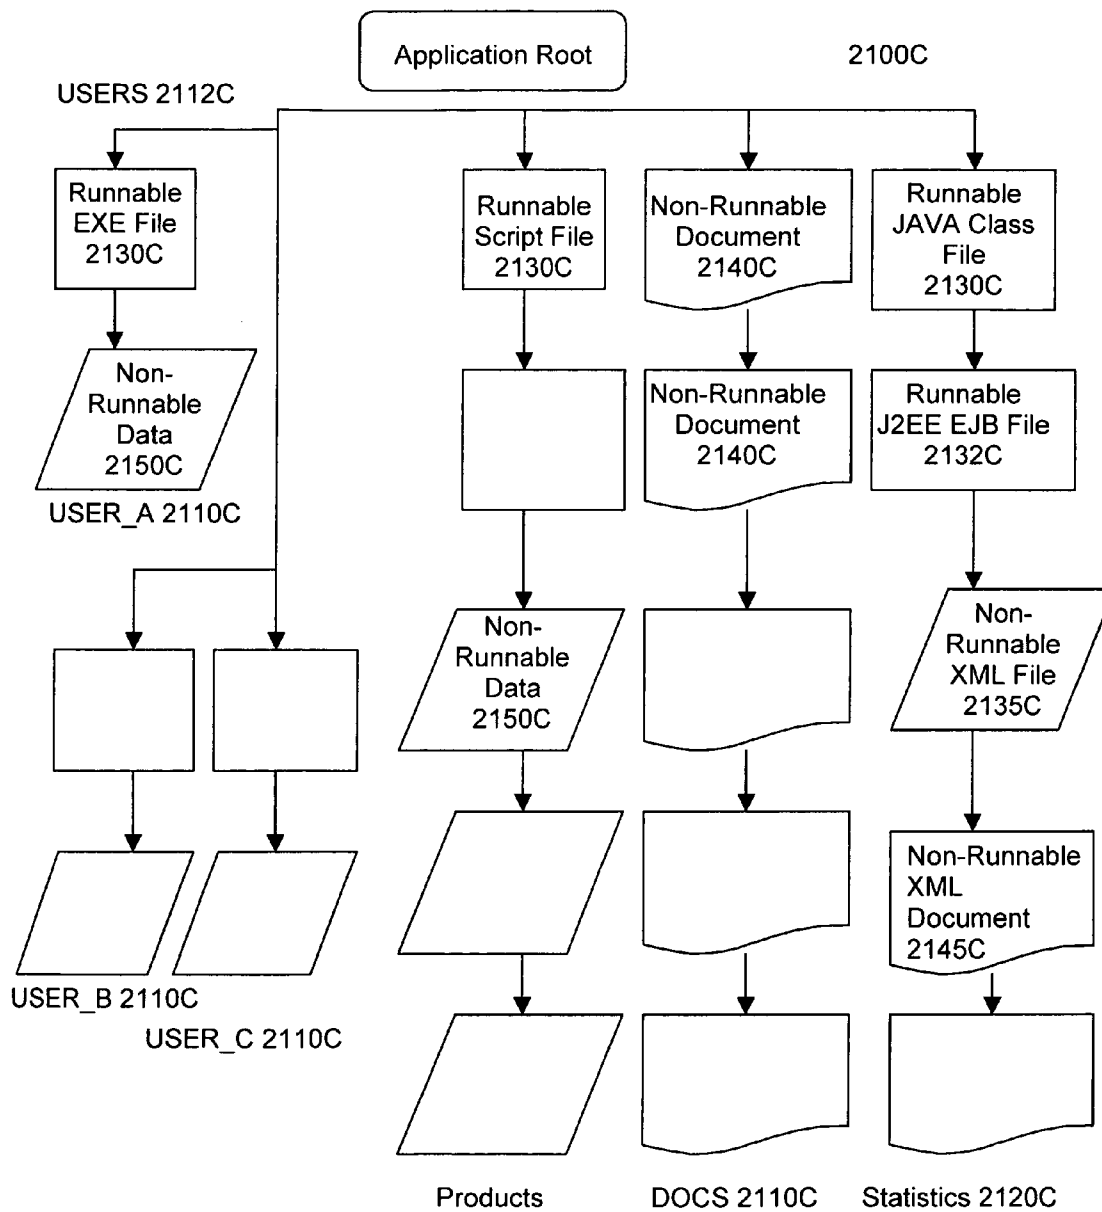 Application Root
2100C
USERS 2112C
Runnable
EXE File
2130C
Non-
Runnable
Data
2150C
USER_A 2110C
USER_B 2110C
USER_C 2110C
Runnable
Script File
2130C
Non-
Runnable
Data
2150C
Products
Non-Runnable
Document
2140C
Non-Runnable
Document
2140C
DOCS 2110C
Runnable
JAVA Class
File
2130C
Runnable
J2EE EJB File
2132C
Non-
Runnable
XML File
2135C
Non-Runnable
XML
Document
2145C
Statistics 2120C